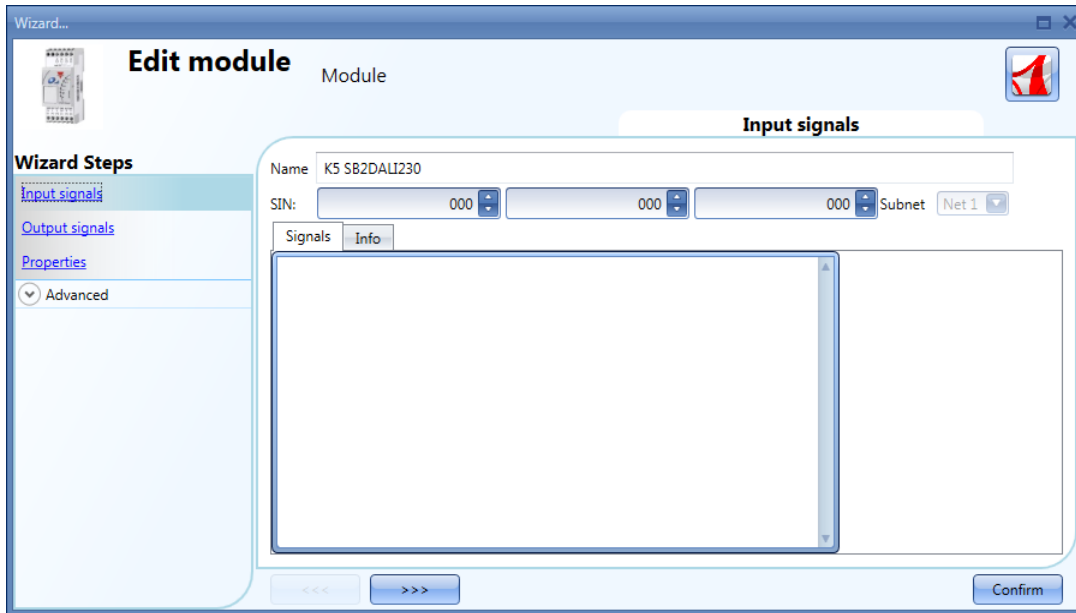 Wizard...
Edit module
Module
Input signals
Wizard Steps
Input signals
Output signals
Properties
Advanced
Name K5 SB2DALI230
SIN: 000 000 000 Subnet Net 1
Signals Info
<<< >>> Confirm